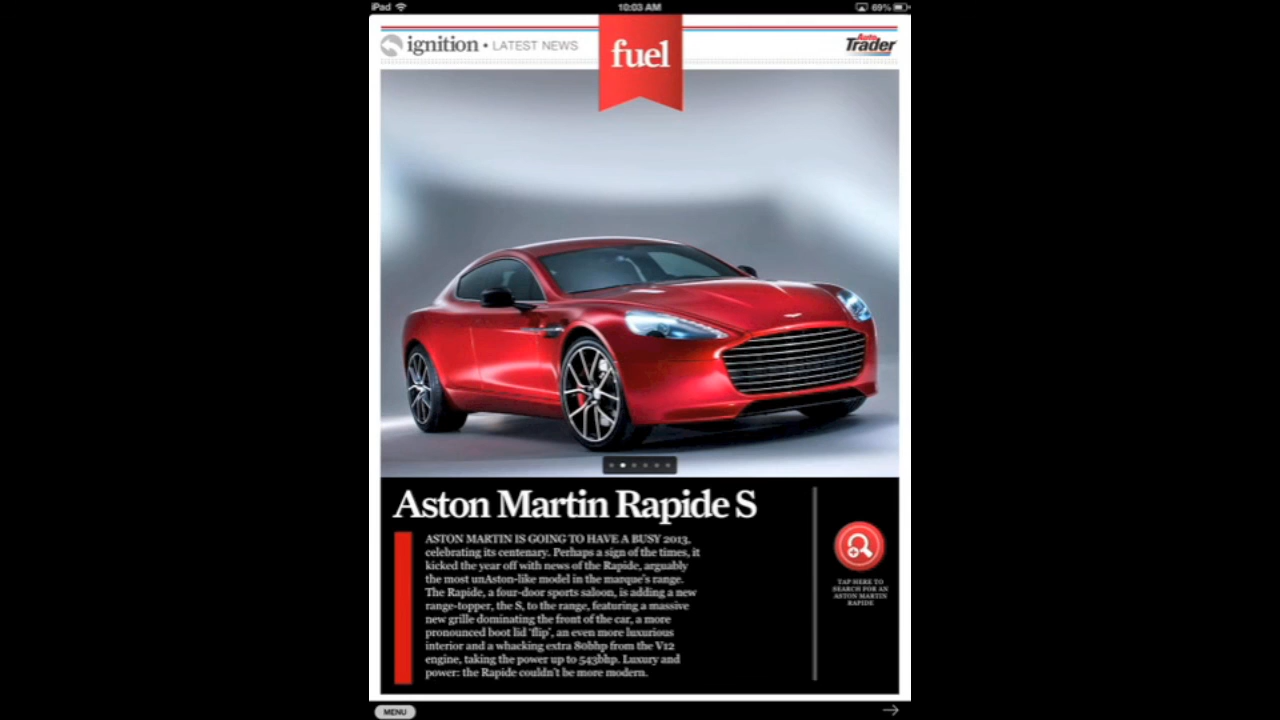 iPad 10:03 AM 69%
ignition • LATEST NEWS
fuel
Auto
Trader
Aston Martin Rapide S
ASTON MARTIN IS GOING TO HAVE A BUSY 2013,
celebrating its centenary. Perhaps a sign of the times, it
kicked the year off with news of the Rapide, arguably
the most unAston-like model in the marque's range.
The Rapide, a four-door sports saloon, is adding a new
range-topper, the S, to the range, featuring a massive
new grille dominating the front of the car, a more
pronounced boot lid 'flip', an even more luxurious
interior and a whacking extra 80bhp from the V12
engine, taking the power up to 543bhp. Luxury and
power: the Rapide couldn't be more modern.
TAP HERE TO
SEARCH FOR AN
ASTON MARTIN
RAPIDE
MENU